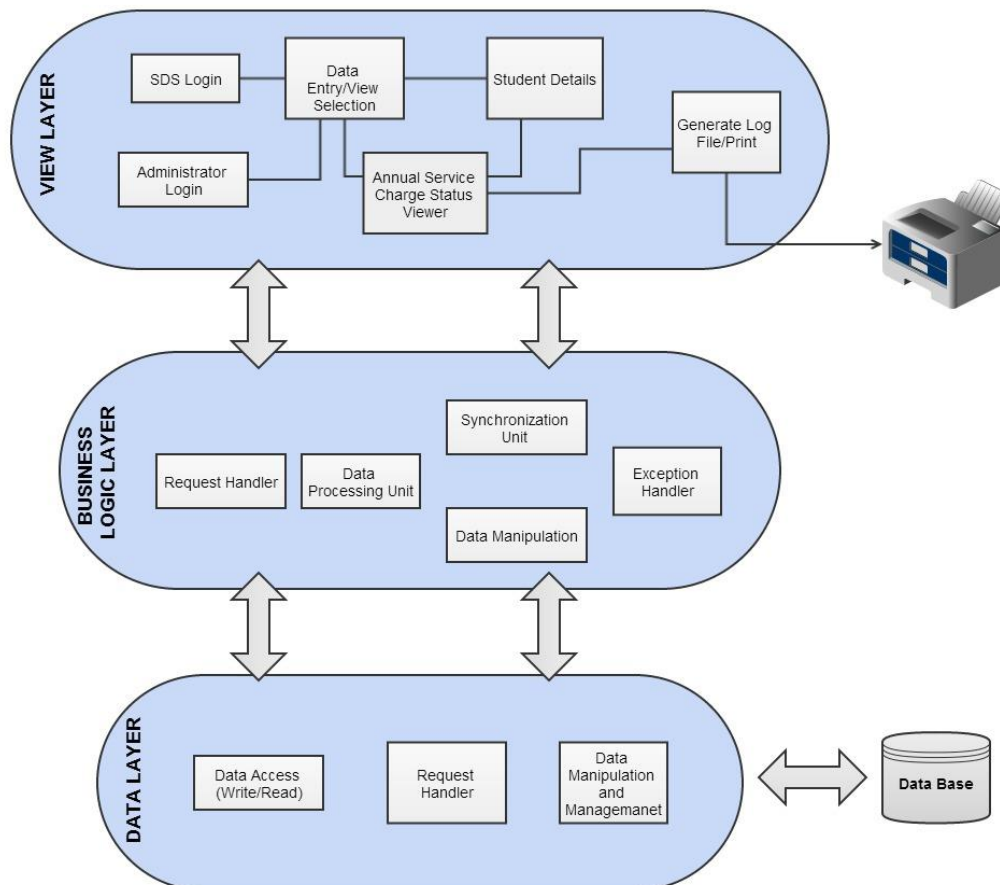 VIEW LAYER
SDS Login
Data
Entry/View
Selection
Student Details
Generate Log
File/Print
Administrator
Login
Annual Service
Charge Status
Viewer
BUSINESS
LOGIC LAYER
Synchronization
Unit
Request Handler
Data
Processing Unit
Exception
Handler
Data Manipulation
DATA LAYER
Data Access
(Write/Read)
Request
Handler
Data
Manipulation
and
Managemanet
Data Base